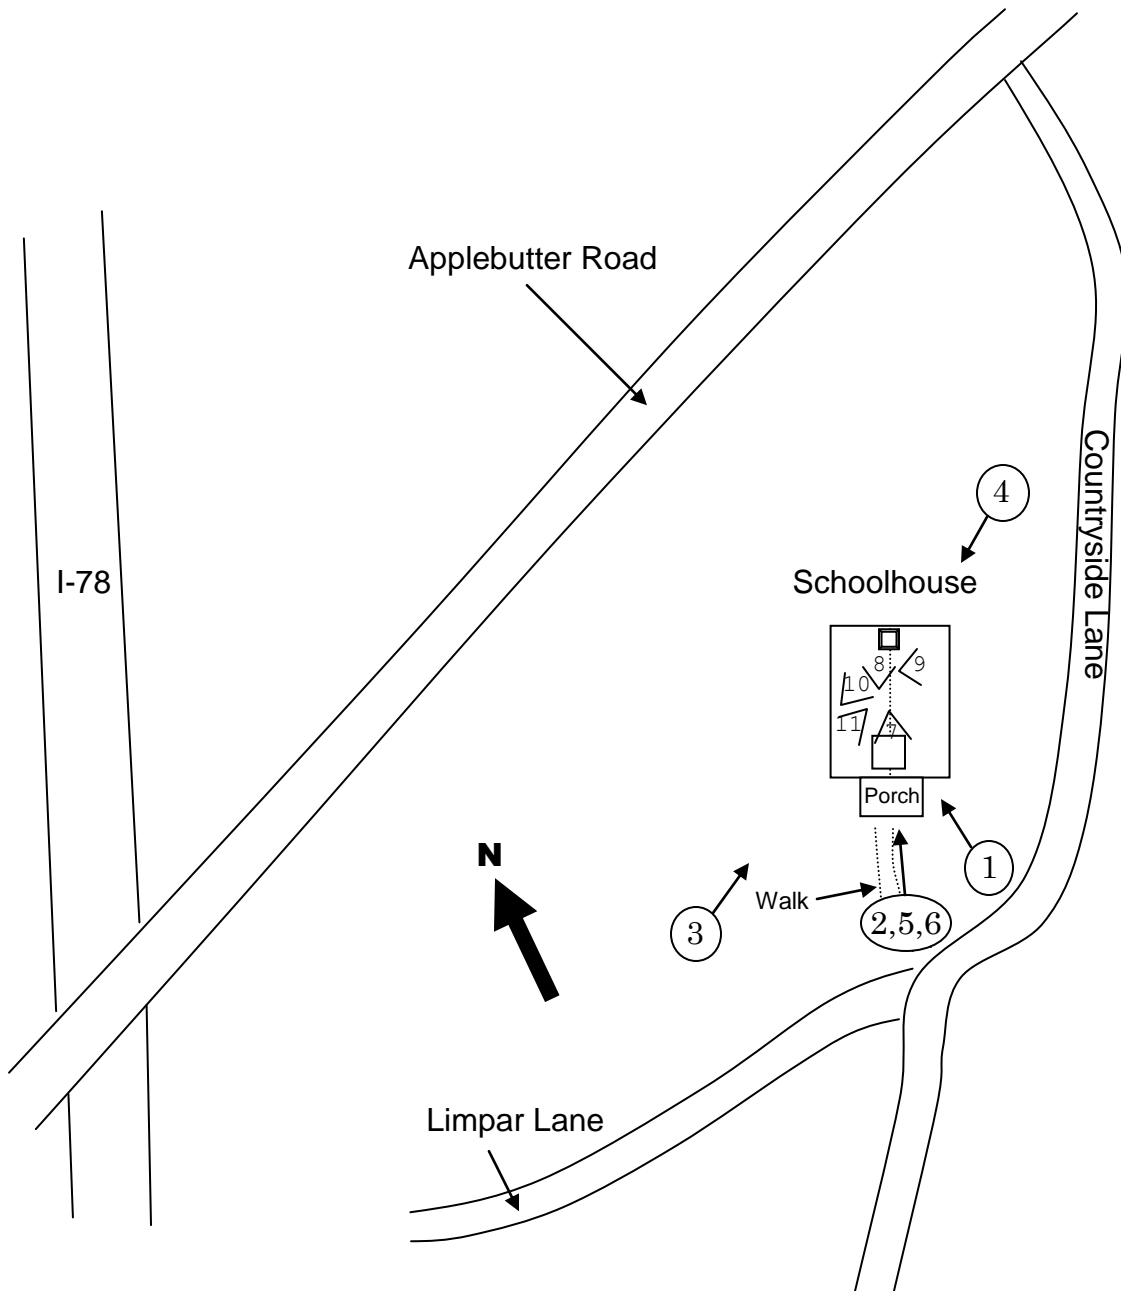 Applebutter Road
Countryside Lane
4
I-78
Schoolhouse
8
9
10
11
7
Porch
N
1
Walk
2,5,6
3
Limpar Lane